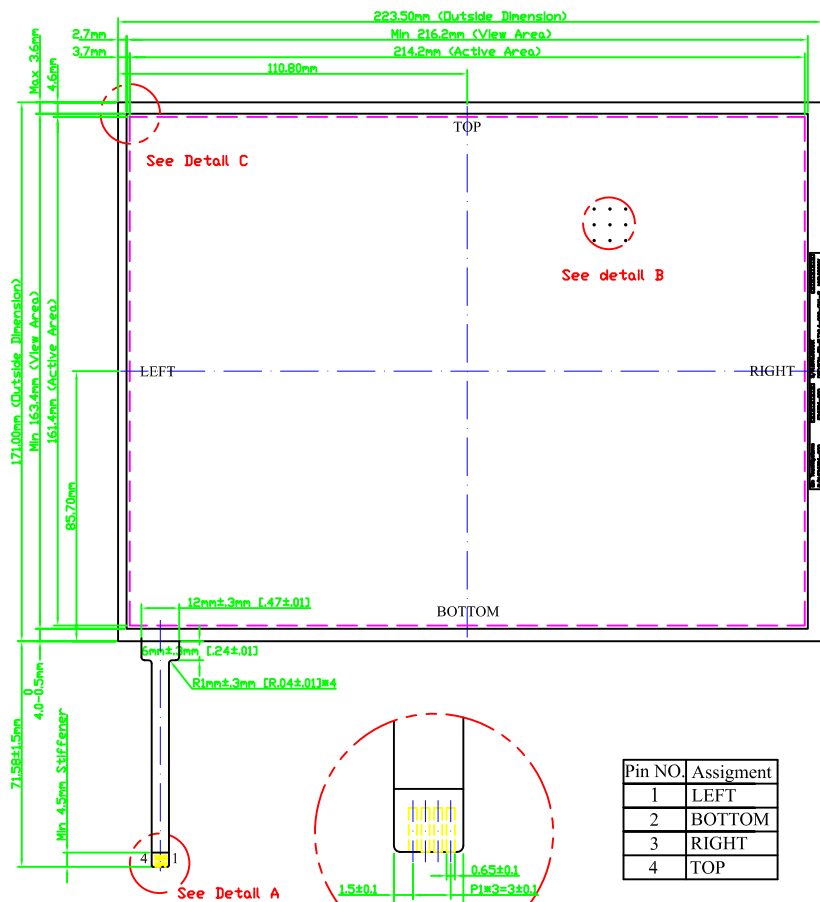 223.50mm (Outside Dimension)
2.7mm
Min 216.2mm (View Area)
3.7mm
214.2mm (Active Area)
110.80mm
Max 3.6mm
4.6mm
TOP
See Detail C
See detail B
171.00mm (Outside Dimension)
Min 163.4mm (View Area)
161.4mm (Active Area)
85.70mm
LEFT
RIGHT
BOTTOM
12mm±.3mm [.47±.01]
6mm±.3mm [.24±.01]
R1mm±.3mm [R.04±.01]*4
0
4.0-0.5mm
71.58±1.5mm
Min 4.5mm Stiffener
4 1
See Detail A
0.65±0.1
1.5±0.1
P1*3=3±0.1
Pin NO. Assigment
1 LEFT
2 BOTTOM
3 RIGHT
4 TOP